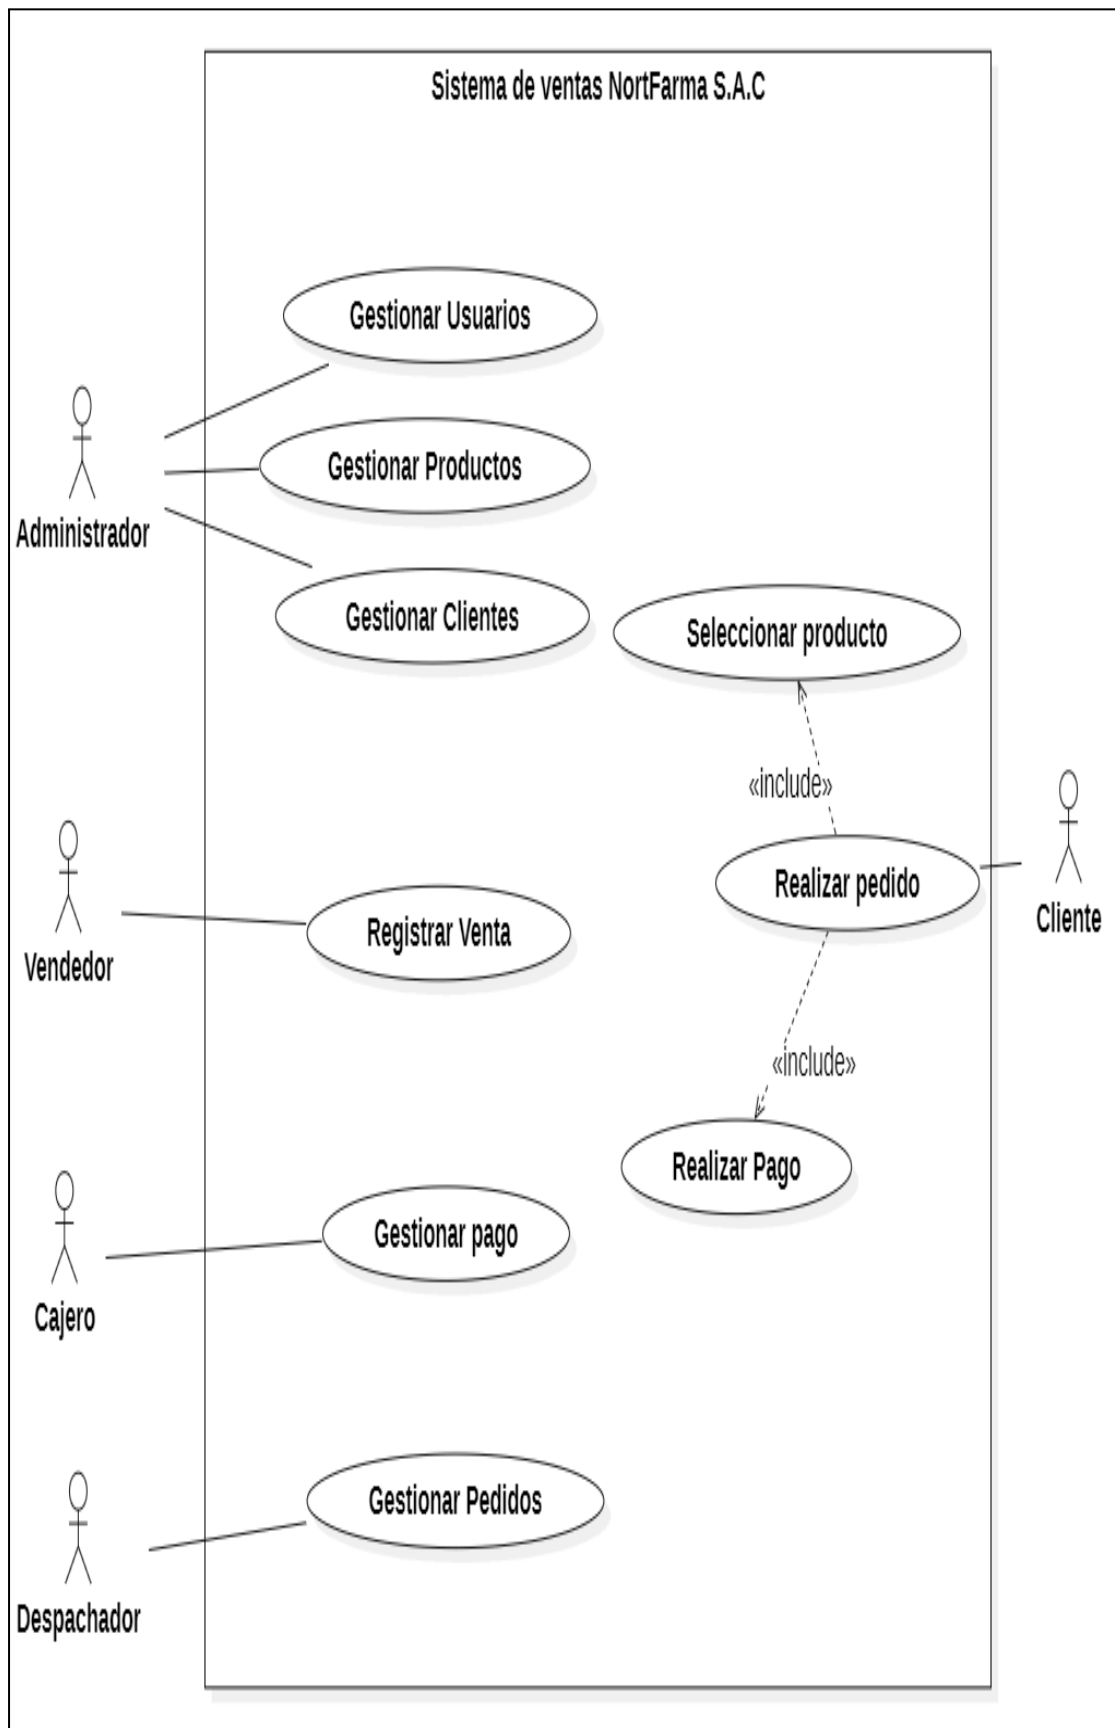 Sistema de ventas NortFarma S.A.C
Gestionar Usuarios
Gestionar Productos
Administrador
Gestionar Clientes
Seleccionar producto
«include»
Realizar pedido
Cliente
Registrar Venta
Vendedor
«include»
Realizar Pago
Gestionar pago
Cajero
Gestionar Pedidos
Despachador